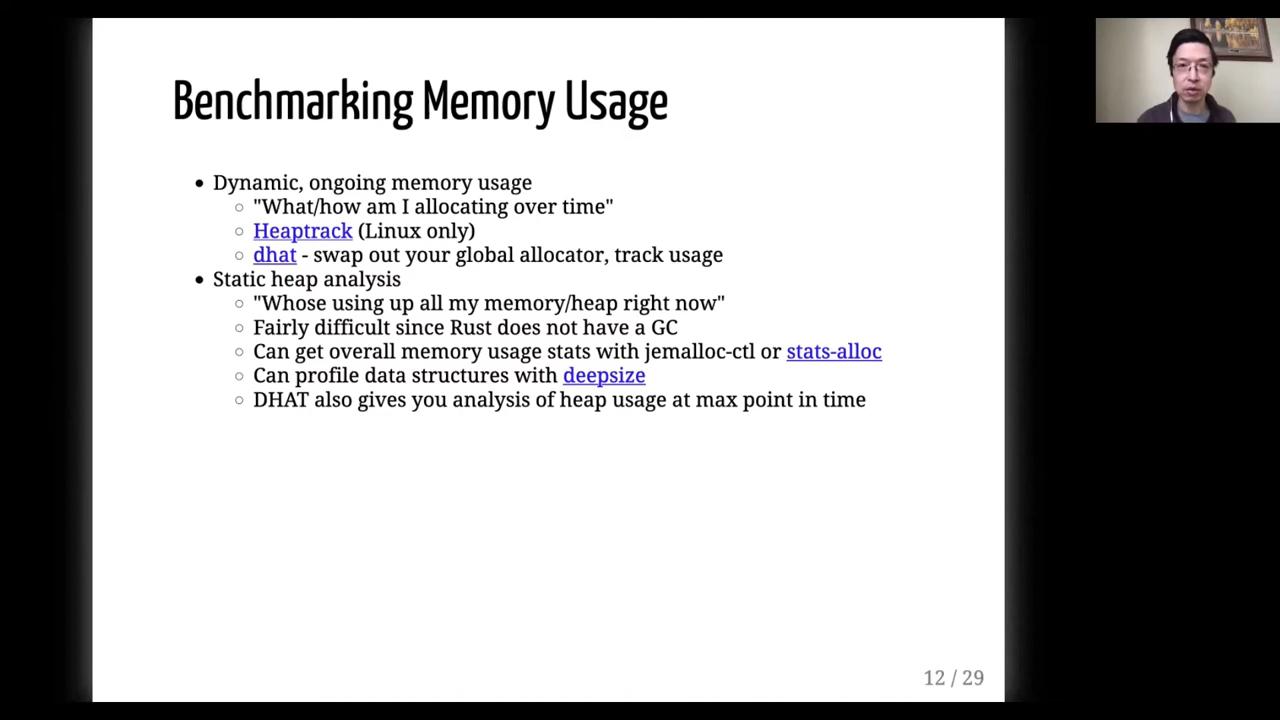 Benchmarking Memory Usage
Dynamic, ongoing memory usage
"What/how am I allocating over time"
Heaptrack (Linux only)
dhat - swap out your global allocator, track usage
Static heap analysis
"Whose using up all my memory/heap right now"
Fairly difficult since Rust does not have a GC
Can get overall memory usage stats with jemalloc-ctl or stats-alloc
Can profile data structures with deepsize
DHAT also gives you analysis of heap usage at max point in time
12 / 29